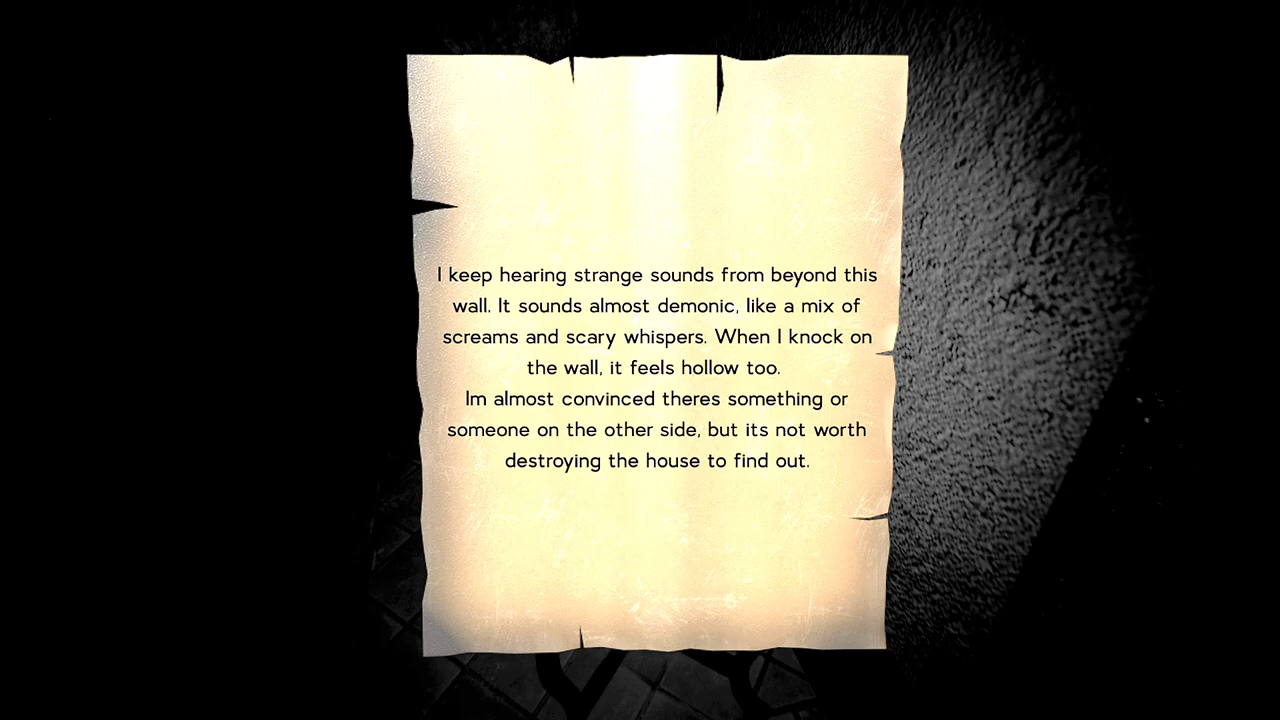 I keep hearing strange sounds from beyond this
wall. It sounds almost demonic, like a mix of
screams and scary whispers. When I knock on
the wall, it feels hollow too.
Im almost convinced theres something or
someone on the other side, but its not worth
destroying the house to find out.